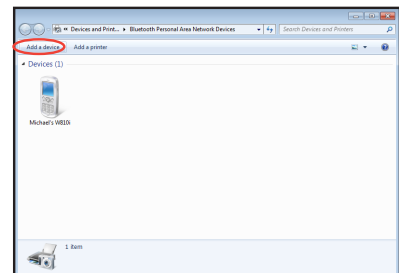 « Devices and Print... ▸ Bluetooth Personal Area Network Devices
Search Devices and Printers
Add a device
Add a printer
Devices (1)
Michael's W810i
1 item